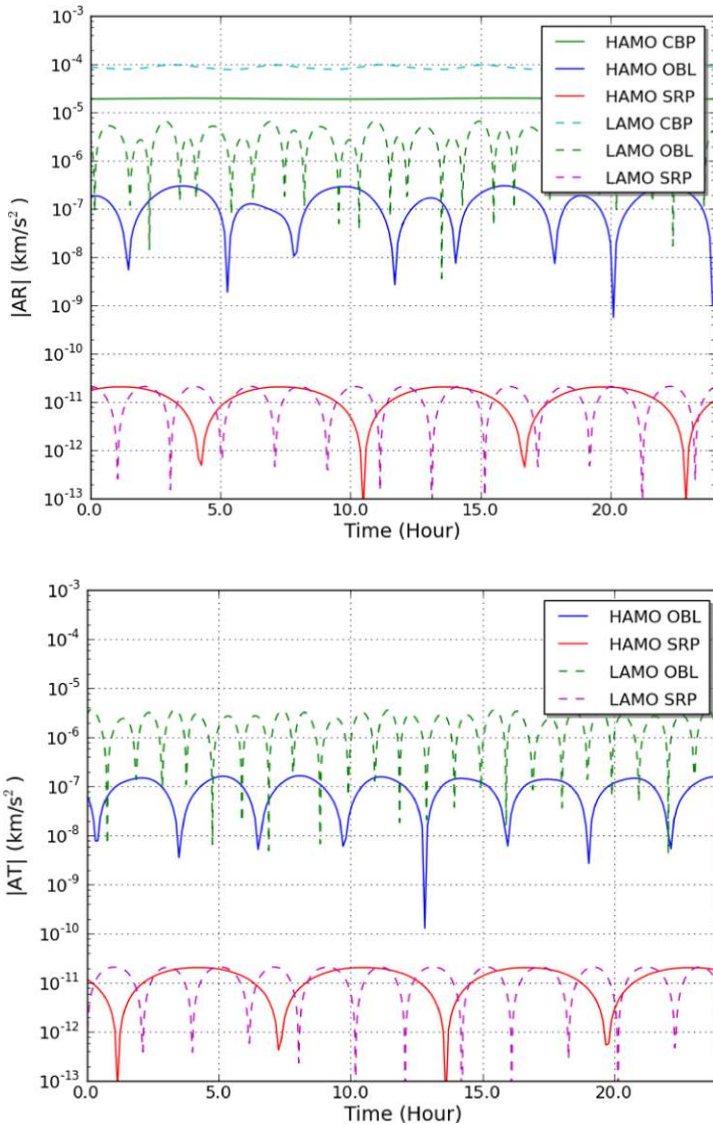 10^-3
10^-4
10^-5
10^-6
10^-7
10^-8
10^-9
10^-10
10^-11
10^-12
10^-13
|AR| (km/s^2 )
HAMO CBP
HAMO OBL
HAMO SRP
LAMO CBP
LAMO OBL
LAMO SRP
0.0 5.0 10.0 15.0 20.0
Time (Hour)
10^-3
10^-4
10^-5
10^-6
10^-7
10^-8
10^-9
10^-10
10^-11
10^-12
10^-13
|AT| (km/s^2 )
HAMO OBL
HAMO SRP
LAMO OBL
LAMO SRP
0.0 5.0 10.0 15.0 20.0
Time (Hour)